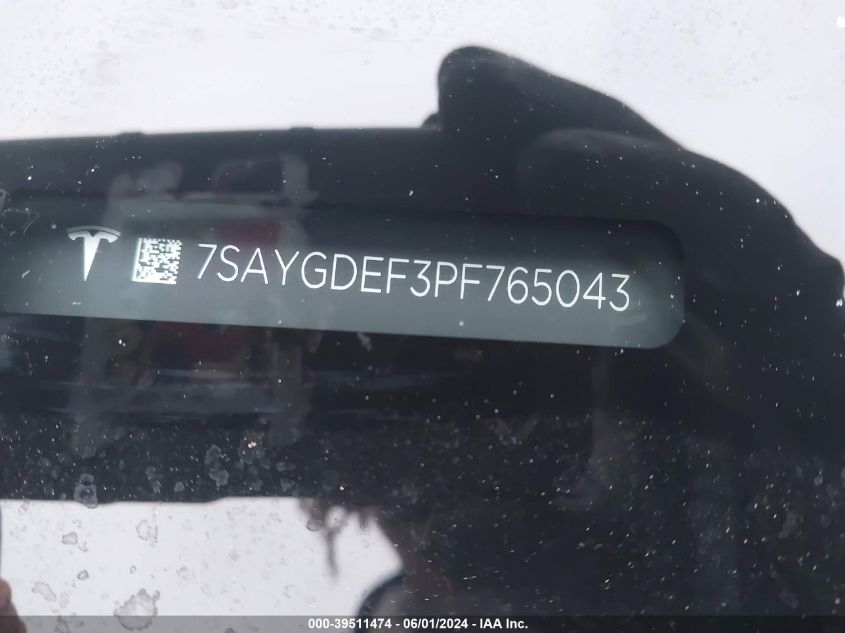 7SAYGDEF3PF765043
000-39511474 - 06/01/2024 - IAA Inc.